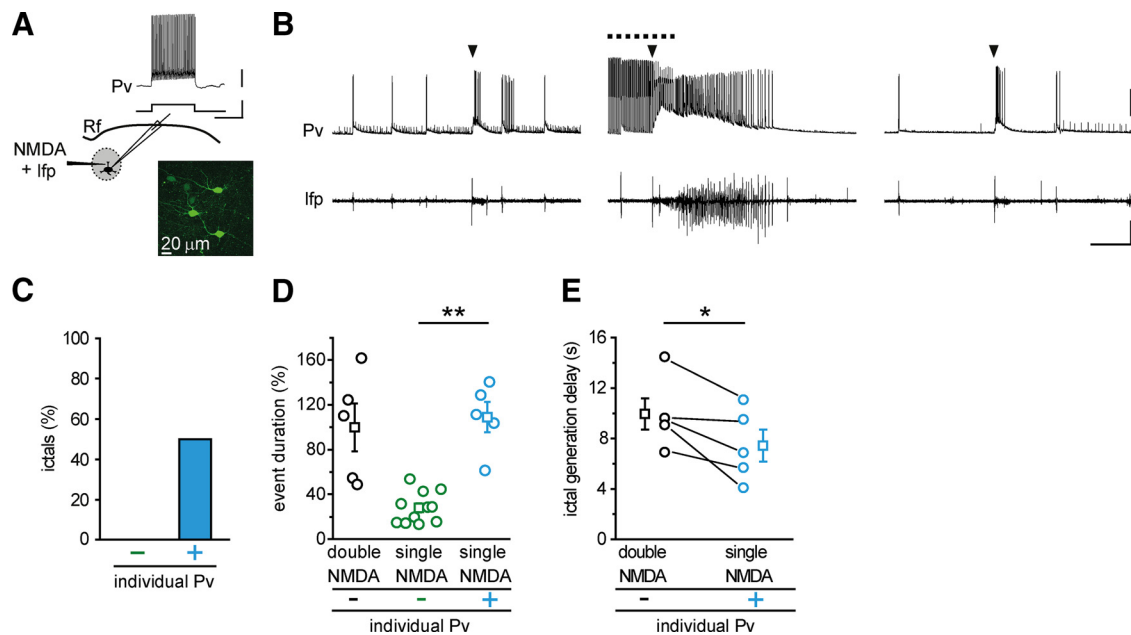 A
Pv
Rf
NMDA
+ lfp
20 μm
B
Pv
lfp
C
ictals (%)
100
80
60
40
20
0
− +
individual Pv
D
**
event duration (%)
160
120
80
40
0
double single single
NMDA NMDA NMDA
- - +
individual Pv
E
*
ictal generation delay (s)
16
12
8
4
0
double single
NMDA NMDA
- +
individual Pv